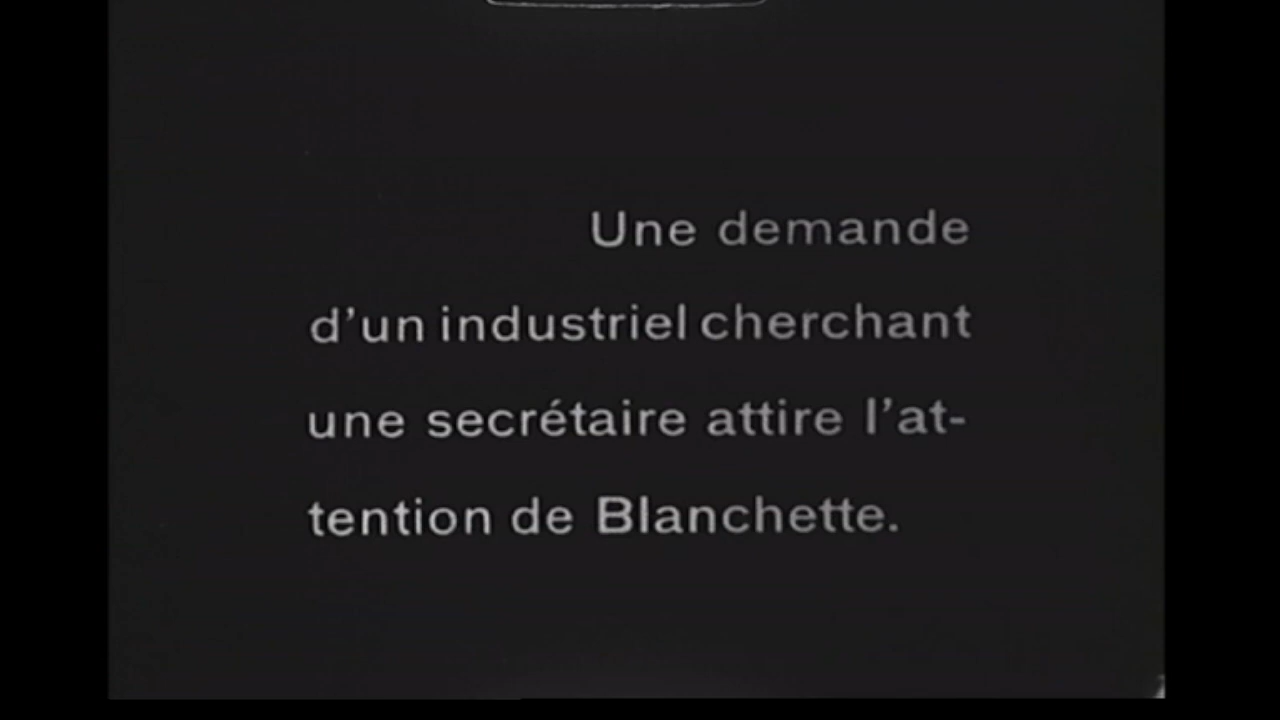 Une demande
d'un industriel cherchant
une secrétaire attire l'at-
tention de Blanchette.